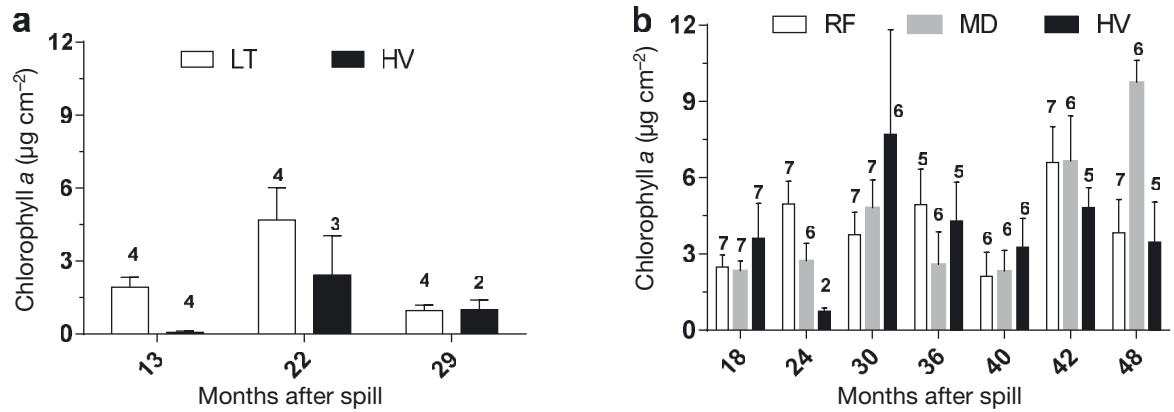 a
LT HV
Chlorophyll a (µg cm–2)
12
9
6
3
0
4 4 4 3 4 2
13 22 29
Months after spill
b
RF MD HV
Chlorophyll a (µg cm–2)
12
9
6
3
0
7 7 7 7 6 2 7 7 6 5 6 5 6 6 6 7 6 5 7 6 5
18 24 30 36 40 42 48
Months after spill